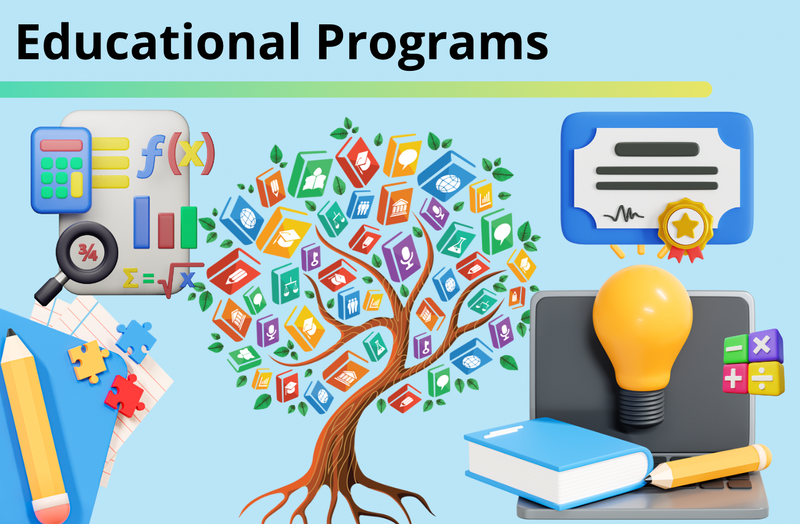 Educational Programs
f(x)
3/4
Σ=√x
− ×
+ ÷